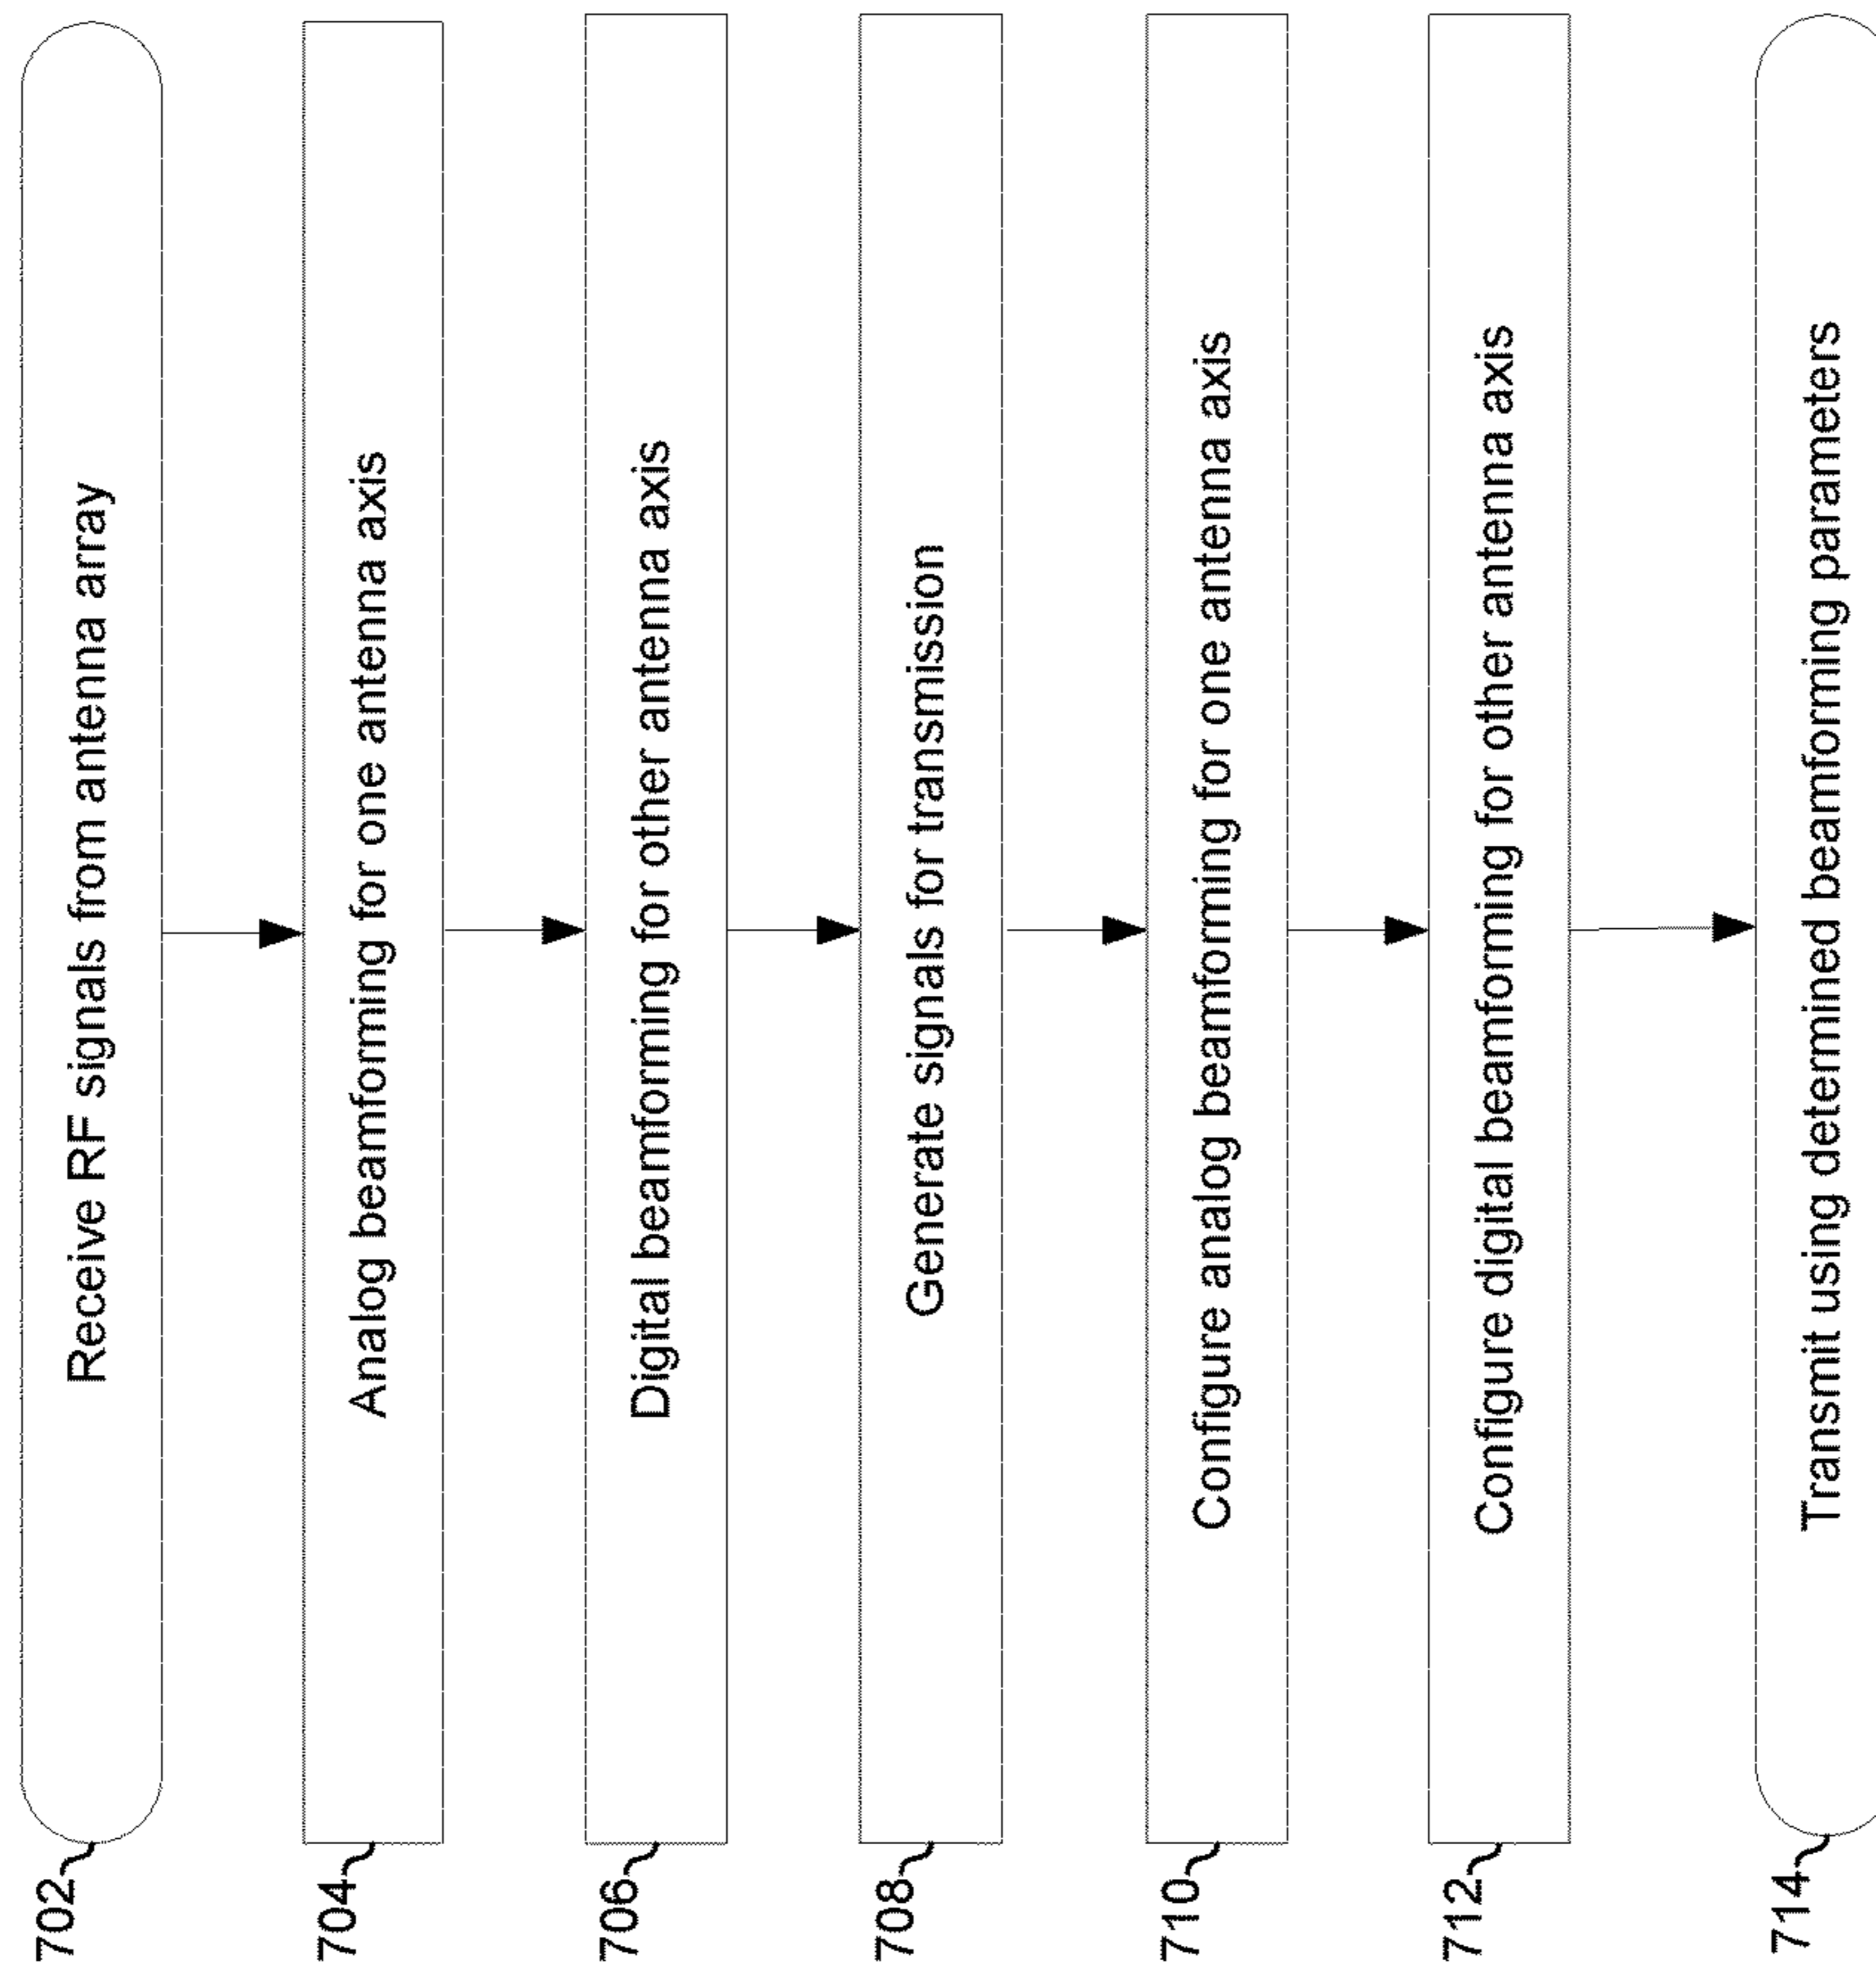 702
Receive RF signals from antenna array
704
Analog beamforming for one antenna axis
706
Digital beamforming for other antenna axis
708
Generate signals for transmission
710
Configure analog beamforming for one antenna axis
712
Configure digital beamforming for other antenna axis
714
Transmit using determined beamforming parameters